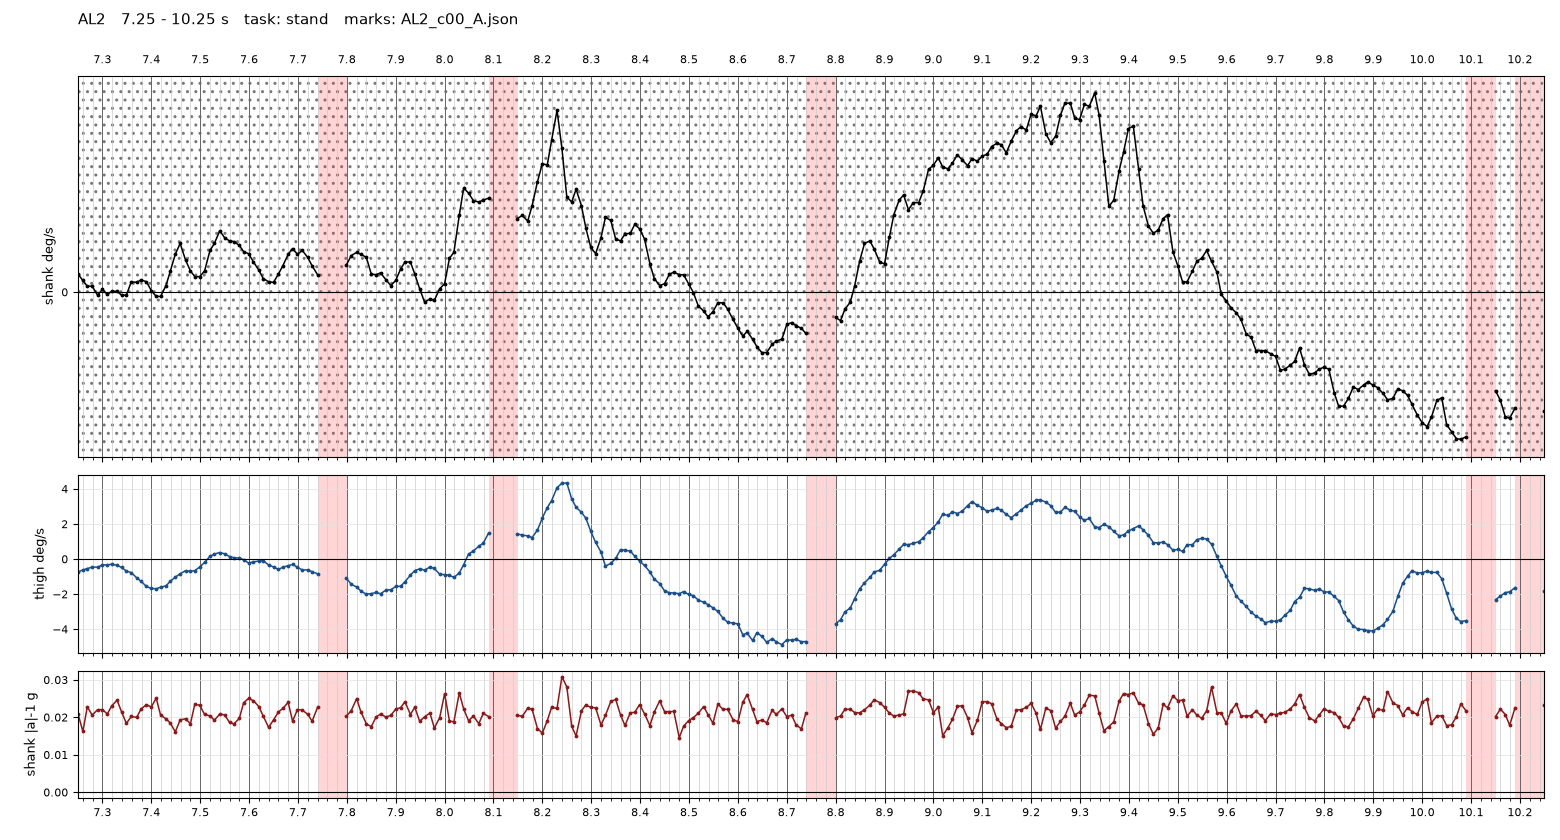 AL2   7.25 - 10.25 s   task: stand   marks: AL2_c00_A.json
7.3 7.4 7.5 7.6 7.7 7.8 7.9 8.0 8.1 8.2 8.3 8.4 8.5 8.6 8.7 8.8 8.9 9.0 9.1 9.2 9.3 9.4 9.5 9.6 9.7 9.8 9.9 10.0 10.1 10.2
shank deg/s
0
thigh deg/s
4
2
0
−2
−4
shank |a|-1 g
0.03
0.02
0.01
0.00
7.3 7.4 7.5 7.6 7.7 7.8 7.9 8.0 8.1 8.2 8.3 8.4 8.5 8.6 8.7 8.8 8.9 9.0 9.1 9.2 9.3 9.4 9.5 9.6 9.7 9.8 9.9 10.0 10.1 10.2